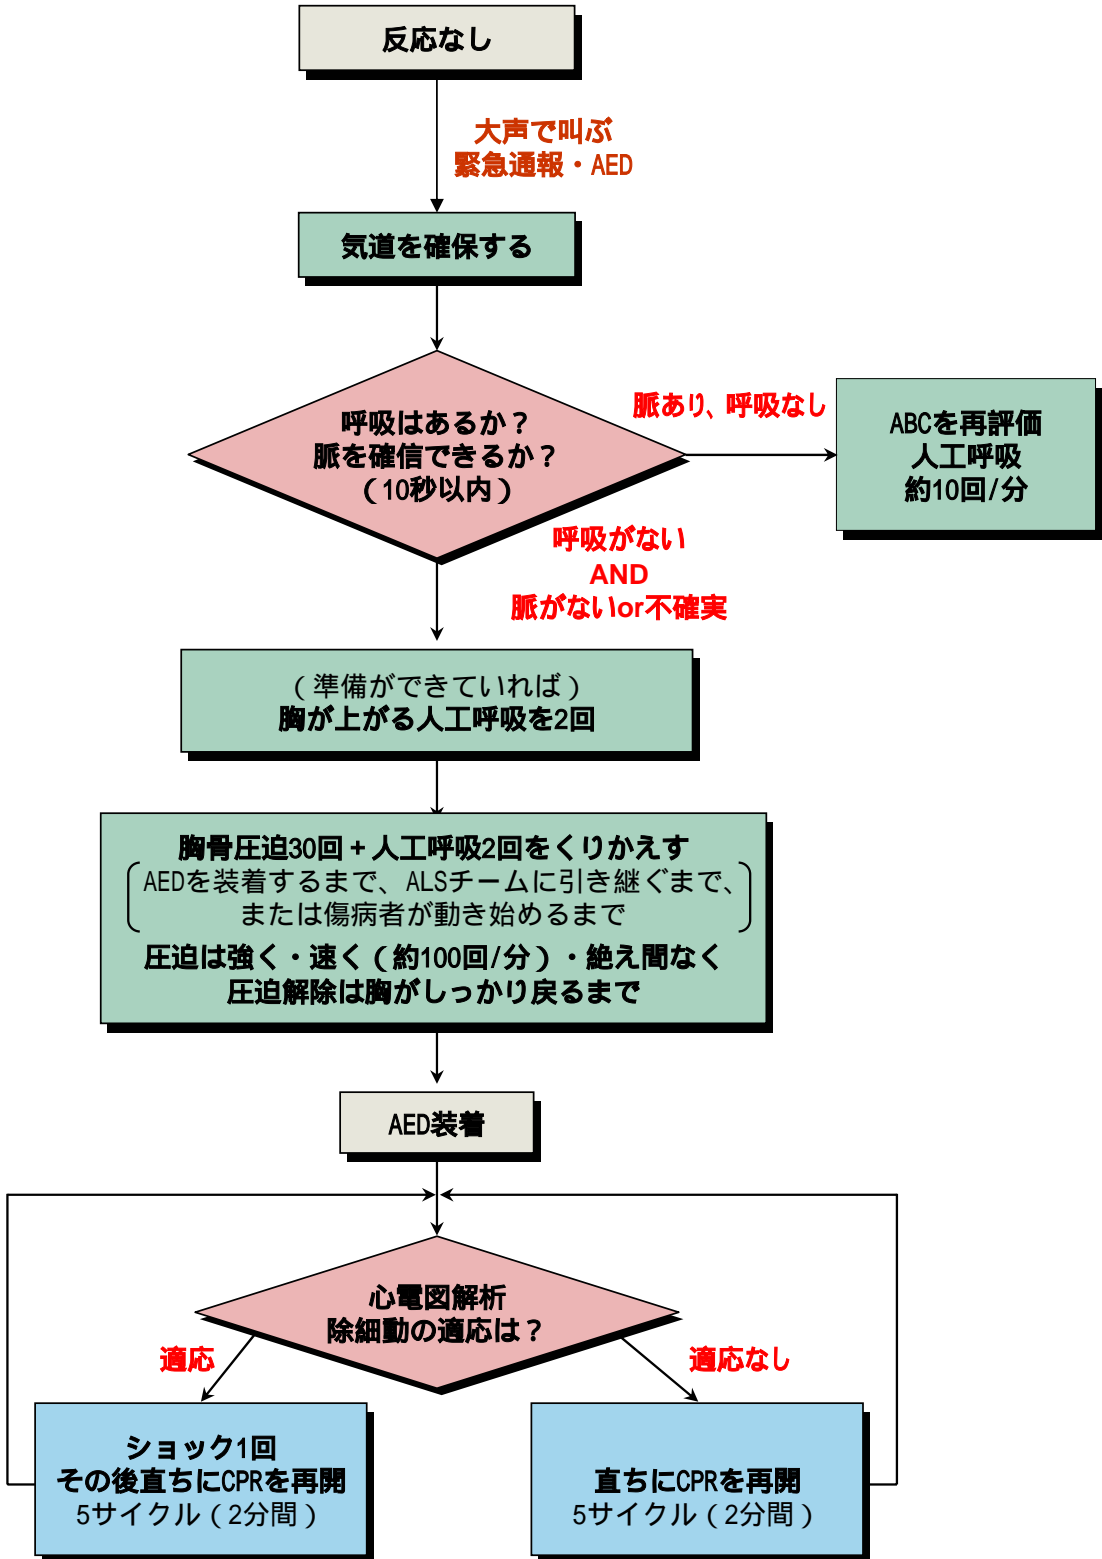 反応なし
大声で叫ぶ
緊急通報・AED
気道を確保する
呼吸はあるか？
脈を確信できるか？
（10秒以内）
脈あり、呼吸なし
ABCを再評価
人工呼吸
約10回/分
呼吸がない
AND
脈がないor不確実
（準備ができていれば）
胸が上がる人工呼吸を2回
胸骨圧迫30回＋人工呼吸2回をくりかえす
AEDを装着するまで、ALSチームに引き継ぐまで、
または傷病者が動き始めるまで
圧迫は強く・速く（約100回/分）・絶え間なく
圧迫解除は胸がしっかり戻るまで
AED装着
心電図解析
除細動の適応は？
適応
適応なし
ショック1回
その後直ちにCPRを再開
5サイクル（2分間）
直ちにCPRを再開
5サイクル（2分間）